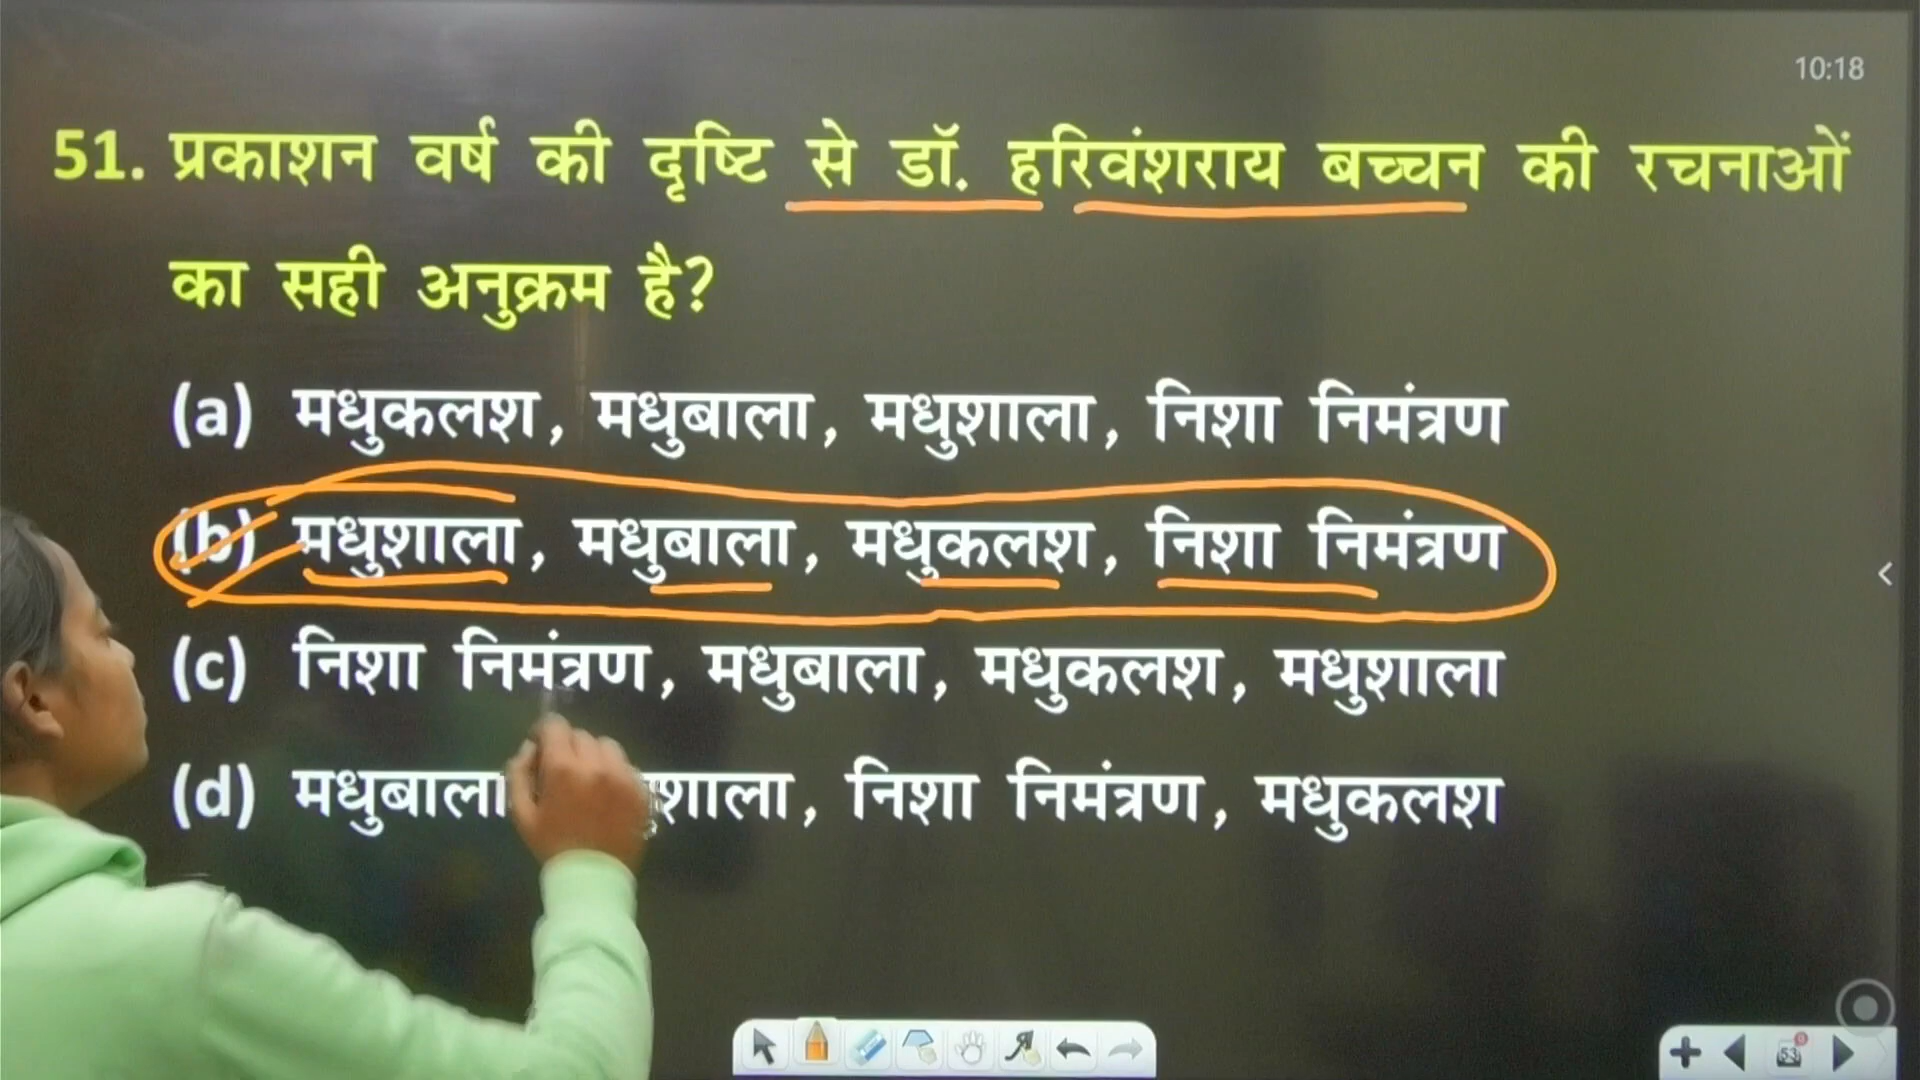 10:18
51. प्रकाशन वर्ष की दृष्टि से डॉ. हरिवंशराय बच्चन की रचनाओं
का सही अनुक्रम है?
(a) मधुकलश, मधुबाला, मधुशाला, निशा निमंत्रण
(b) मधुशाला, मधुबाला, मधुकलश, निशा निमंत्रण
(c) निशा निमंत्रण, मधुबाला, मधुकलश, मधुशाला
(d) मधुबाला निशा निमंत्रण, मधुकलश
53